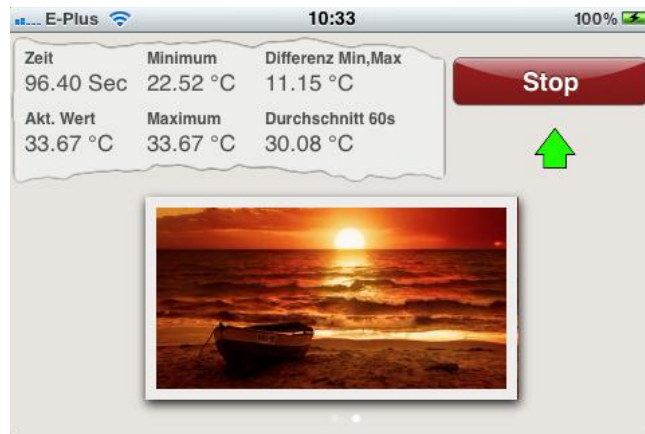 E-Plus 10:33 100%
Zeit Minimum Differenz Min,Max
96.40 Sec 22.52 °C 11.15 °C
Stop
Akt. Wert Maximum Durchschnitt 60s
33.67 °C 33.67 °C 30.08 °C